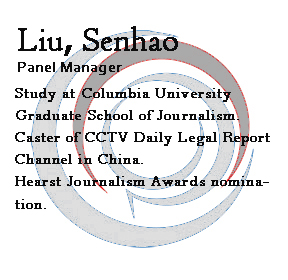 Liu, Senhao
Panel Manager
Study at Columbia University
Graduate School of Journalism.
Caster of CCTV Daily Legal Report
Channel in China.
Hearst Journalism Awards nomina-
tion.